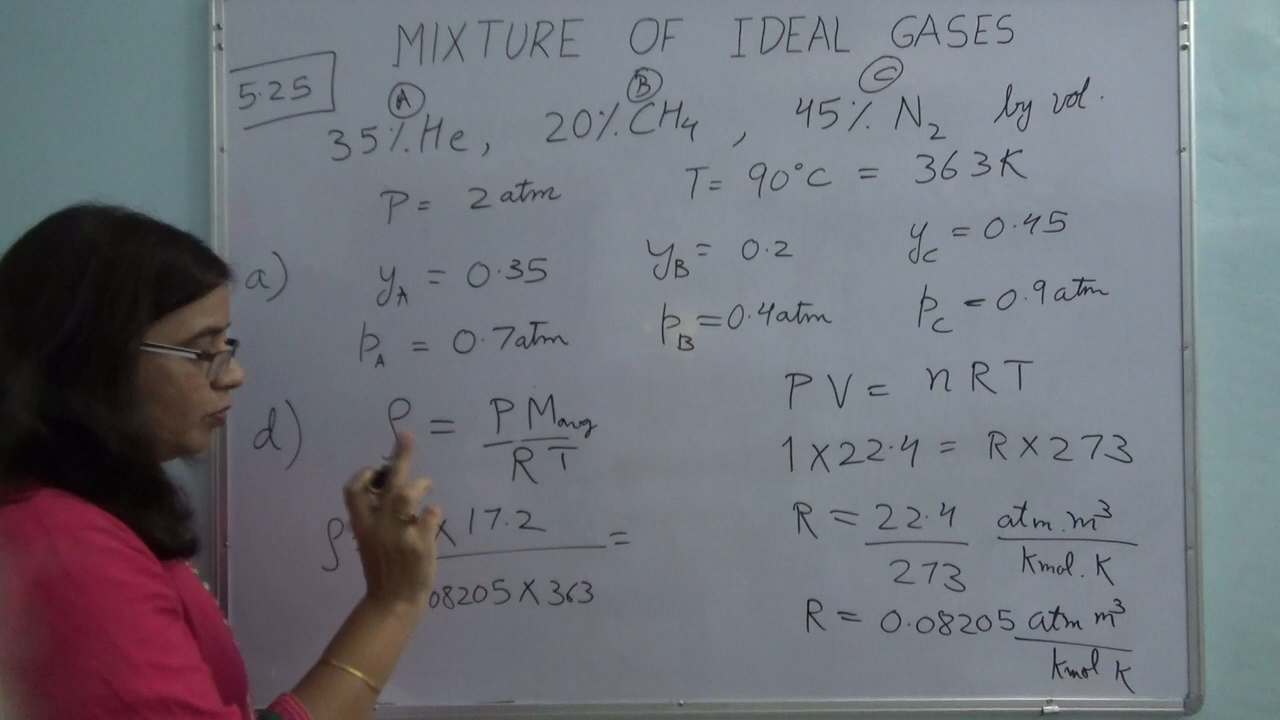 MIXTURE OF IDEAL GASES
5.25
A B C
35% He, 20% CH4, 45% N2 by vol.
P = 2 atm T = 90°C = 363 K
a) yA = 0.35 yB = 0.2 yC = 0.45
pA = 0.7 atm pB = 0.4 atm pC = 0.9 atm
d) ρ = P Mavg / RT
ρ × 17.2 =
08205 × 363
PV = nRT
1 × 22.4 = R × 273
R = 22.4 / 273 atm. m³ / Kmol. K
R = 0.08205 atm m³ / Kmol K